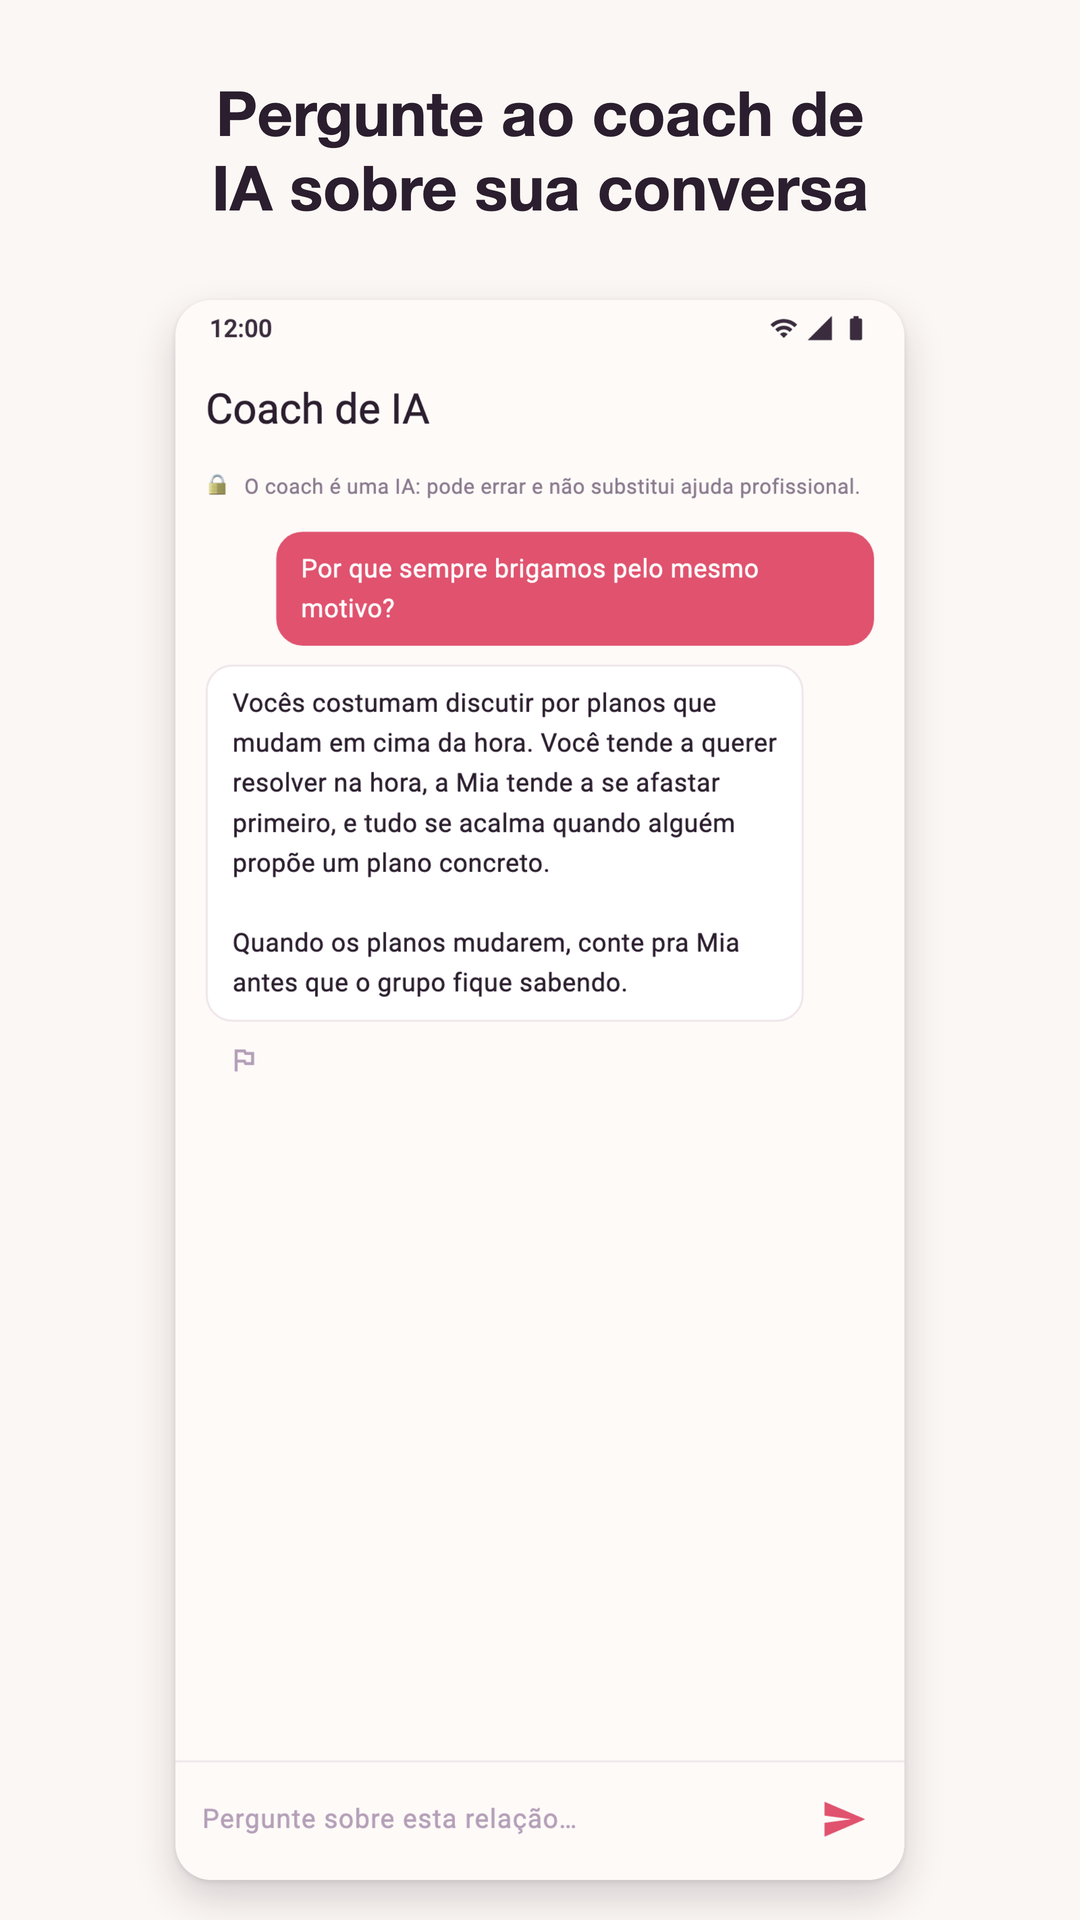 Pergunte ao coach de
IA sobre sua conversa
12:00
Coach de IA
O coach é uma IA: pode errar e não substitui ajuda profissional.
Por que sempre brigamos pelo mesmo
motivo?
Vocês costumam discutir por planos que
mudam em cima da hora. Você tende a querer
resolver na hora, a Mia tende a se afastar
primeiro, e tudo se acalma quando alguém
propõe um plano concreto.
Quando os planos mudarem, conte pra Mia
antes que o grupo fique sabendo.
Pergunte sobre esta relação…